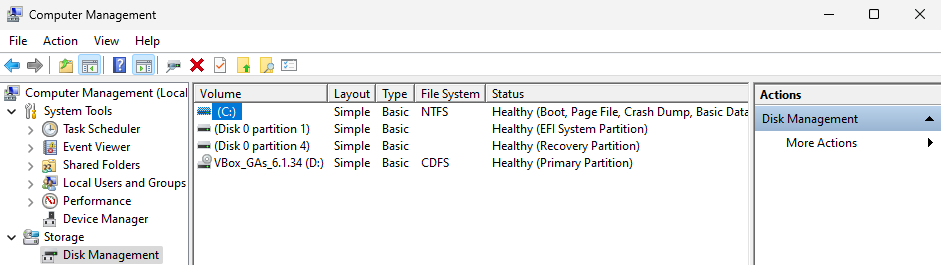 Computer Management
File Action View Help
Computer Management (Local
System Tools
Task Scheduler
Event Viewer
Shared Folders
Local Users and Groups
Performance
Device Manager
Storage
Disk Management
Volume Layout Type File System Status
(C:) Simple Basic NTFS Healthy (Boot, Page File, Crash Dump, Basic Data
(Disk 0 partition 1) Simple Basic Healthy (EFI System Partition)
(Disk 0 partition 4) Simple Basic Healthy (Recovery Partition)
VBox_GAs_6.1.34 (D:) Simple Basic CDFS Healthy (Primary Partition)
Actions
Disk Management
More Actions